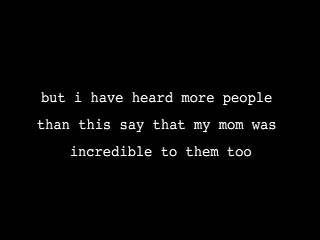 but i have heard more people
than this say that my mom was
incredible to them too